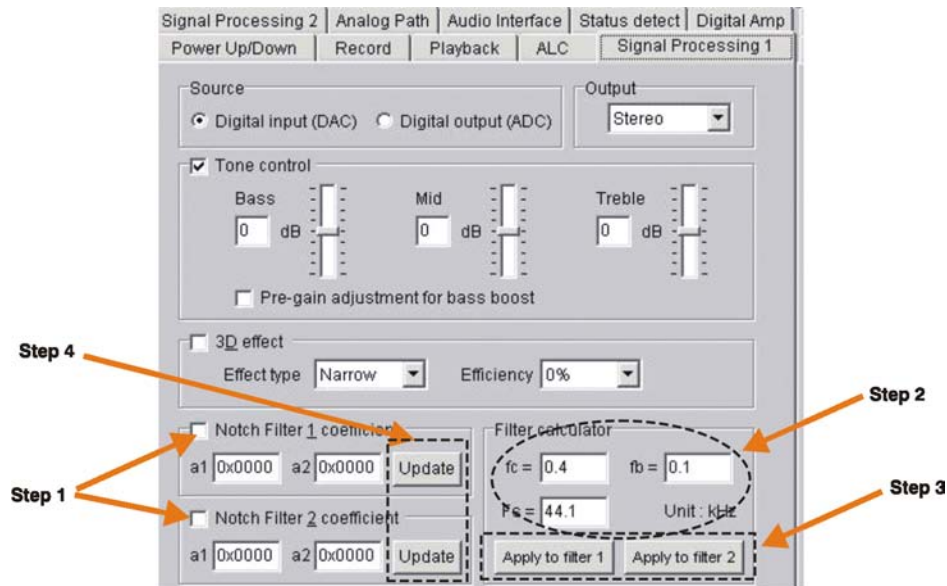 Signal Processing 2 Analog Path Audio Interface Status detect Digital Amp
Power Up/Down Record Playback ALC Signal Processing 1
Source
Digital input (DAC) Digital output (ADC)
Output
Stereo
Tone control
Bass Mid Treble
0 dB 0 dB 0 dB
Pre-gain adjustment for bass boost
3D effect
Effect type Narrow Efficiency 0%
Step 4
Step 2
Notch Filter 1 coefficient
a1 0x0000 a2 0x0000 Update
Step 1
Notch Filter 2 coefficient
a1 0x0000 a2 0x0000 Update
Filter calculator
fc = 0.4 fb = 0.1
Fs = 44.1 Unit : kHz
Step 3
Apply to filter 1 Apply to filter 2